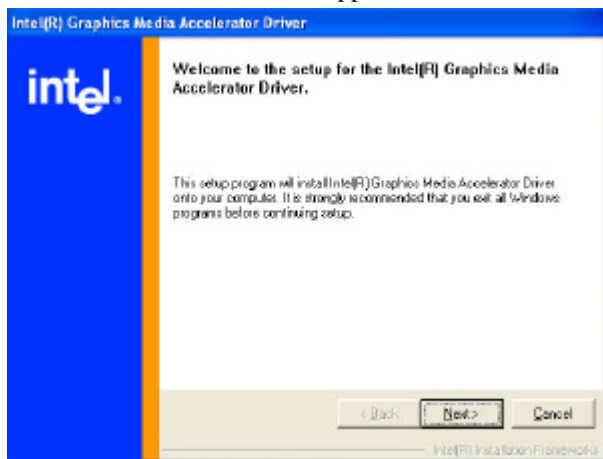 Intel(R) Graphics Media Accelerator Driver
intel.
Welcome to the setup for the Intel(R) Graphics Media
Accelerator Driver.
This setup program will install Intel(R) Graphics Media Accelerator Driver
onto your computer. It is strongly recommended that you exit all Windows
programs before continuing setup.
< Back
Next >
Cancel
Intel(R) Installation Frameworks